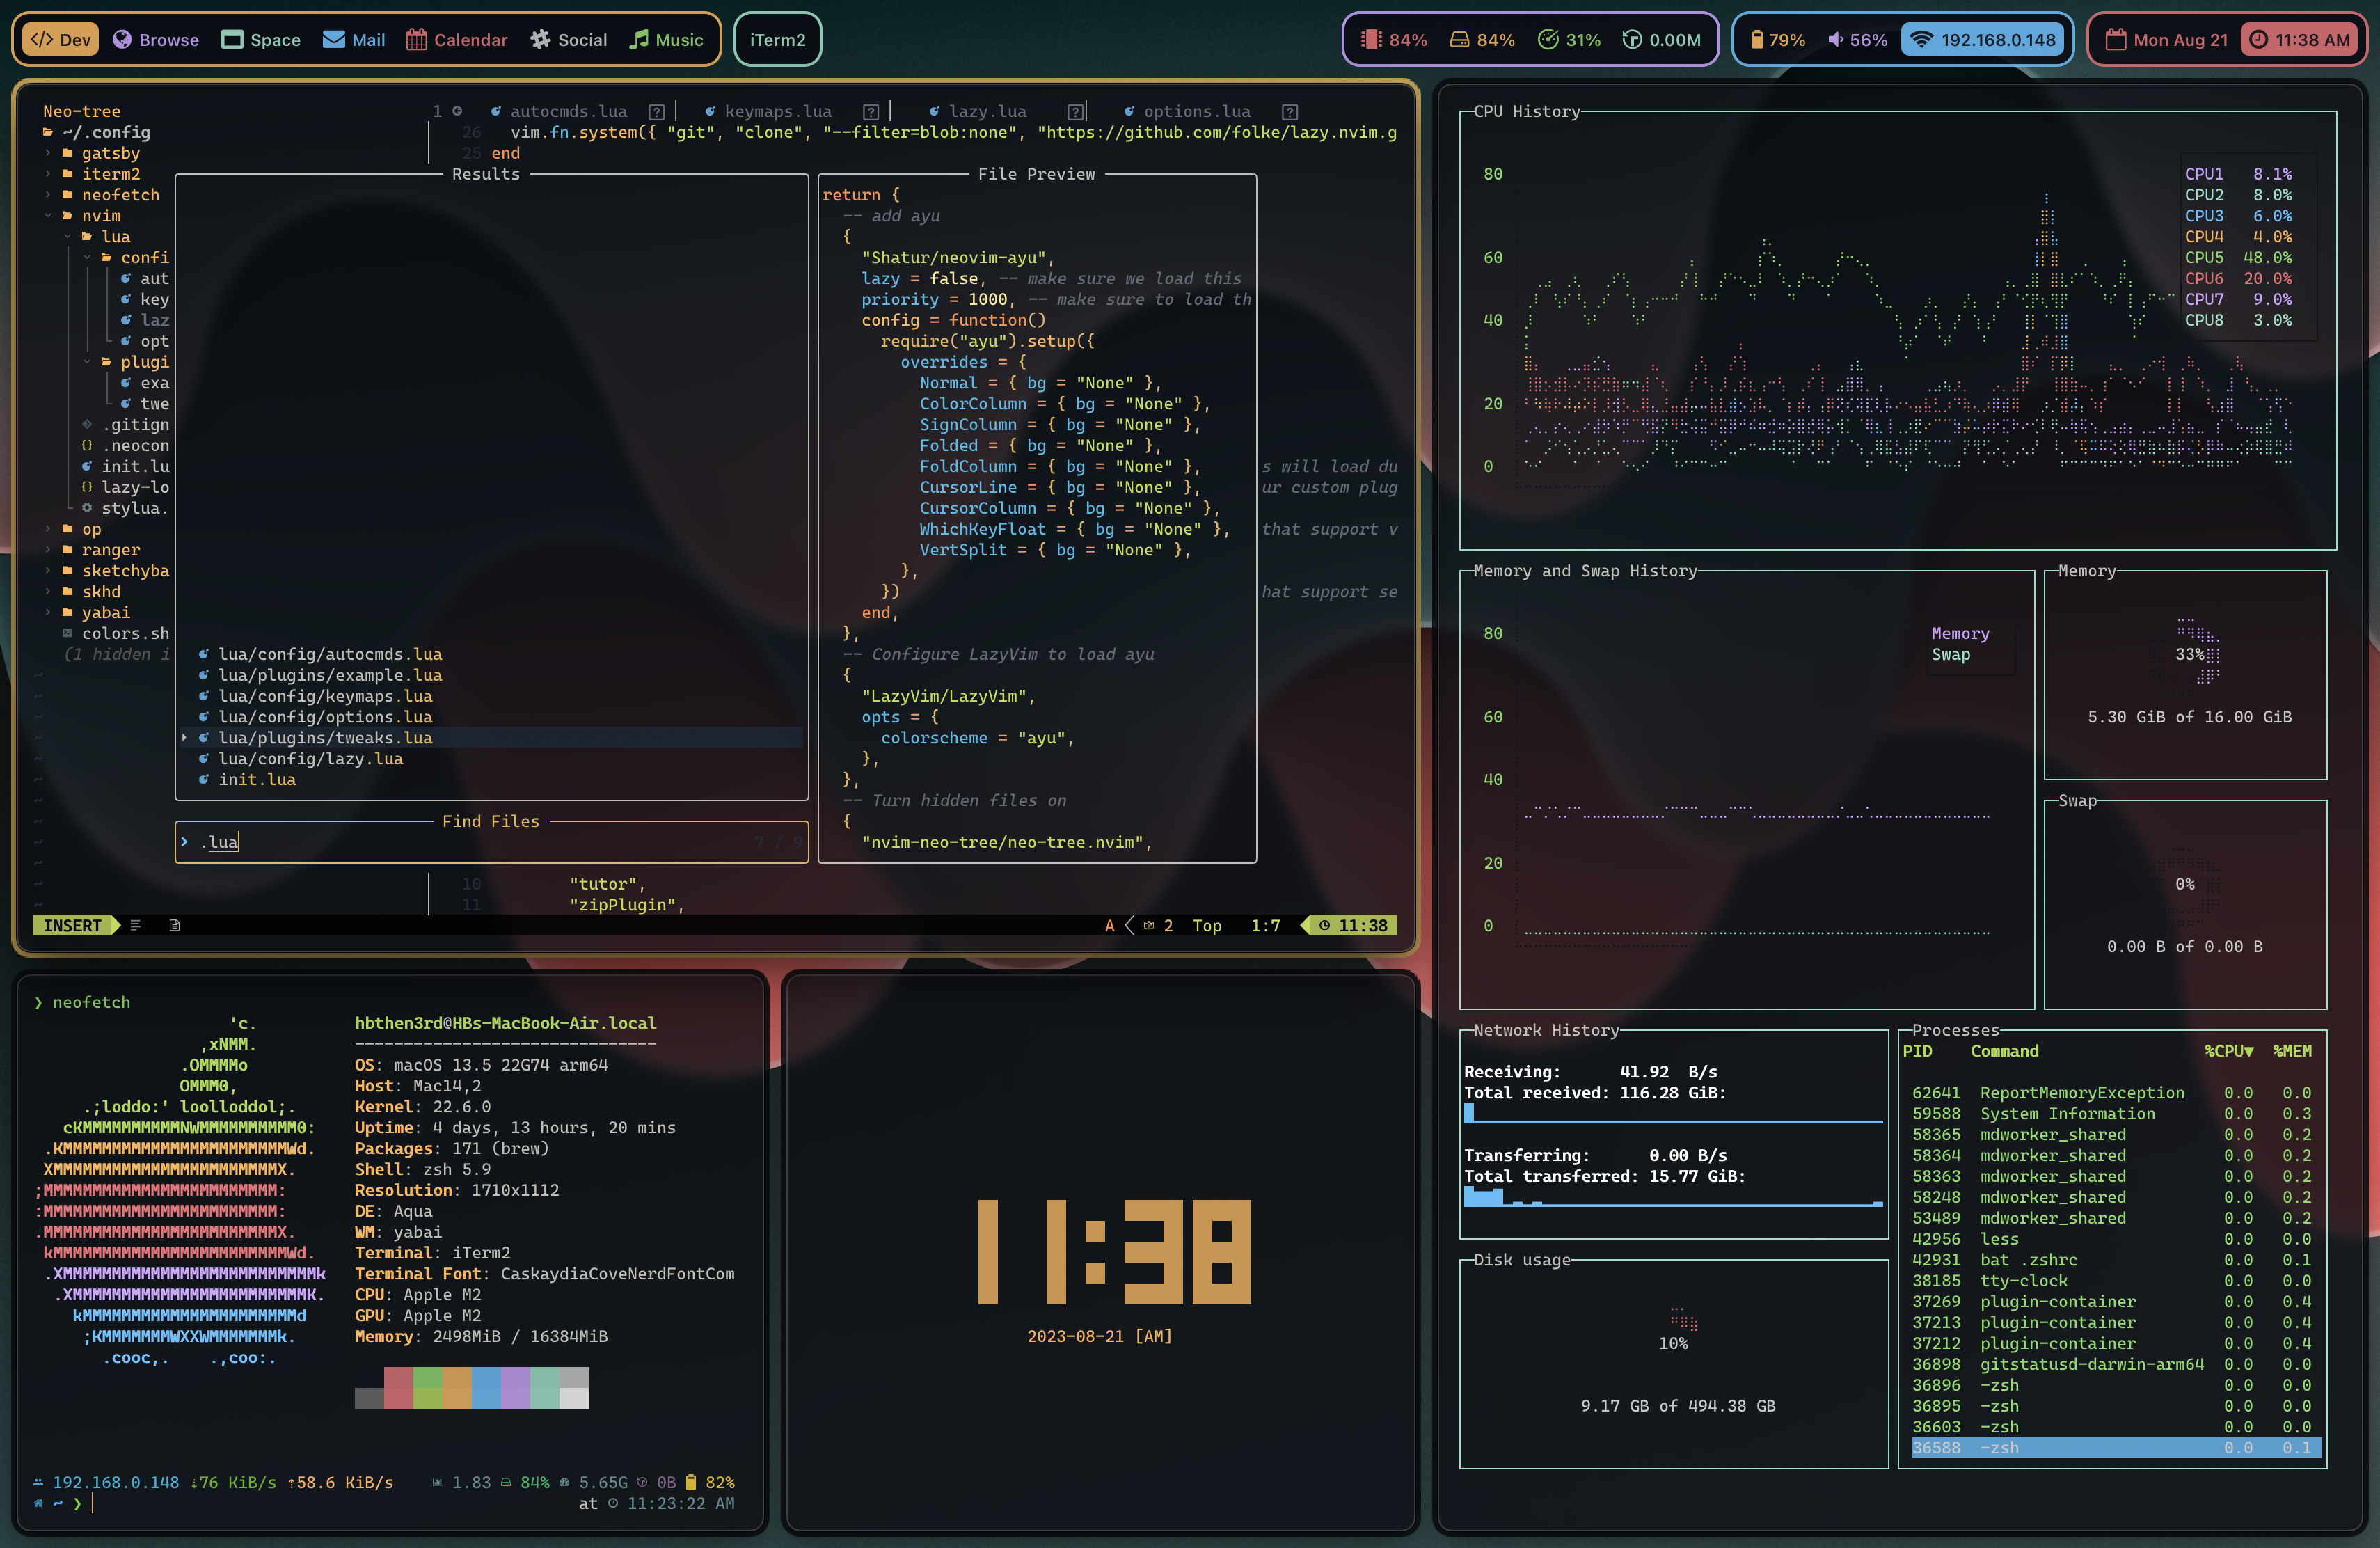 Dev Browse Space Mail Calendar Social Music
iTerm2
84% 84% 31% 0.00M
79% 56% 192.168.0.148
Mon Aug 21 11:38 AM
Neo-tree
~/.config
gatsby
iterm2
neofetch
nvim
lua
confi
aut
key
laz
opt
plugi
exa
twe
.gitign
.neocon
init.lu
lazy-lo
stylua.
op
ranger
sketchyba
skhd
yabai
colors.sh
(1 hidden i
1 autocmds.lua keymaps.lua lazy.lua options.lua
26 vim.fn.system({ "git", "clone", "--filter=blob:none", "https://github.com/folke/lazy.nvim.g
25 end
Results
lua/config/autocmds.lua
lua/plugins/example.lua
lua/config/keymaps.lua
lua/config/options.lua
lua/plugins/tweaks.lua
lua/config/lazy.lua
init.lua
Find Files
> .lua 7 / 9
File Preview
return {
-- add ayu
{
"Shatur/neovim-ayu",
lazy = false, -- make sure we load this
priority = 1000, -- make sure to load th
config = function()
require("ayu").setup({
overrides = {
Normal = { bg = "None" },
ColorColumn = { bg = "None" },
SignColumn = { bg = "None" },
Folded = { bg = "None" },
FoldColumn = { bg = "None" },
CursorLine = { bg = "None" },
CursorColumn = { bg = "None" },
WhichKeyFloat = { bg = "None" },
VertSplit = { bg = "None" },
},
})
end,
},
-- Configure LazyVim to load ayu
{
"LazyVim/LazyVim",
opts = {
colorscheme = "ayu",
},
},
-- Turn hidden files on
{
"nvim-neo-tree/neo-tree.nvim",
s will load du
ur custom plug
that support v
hat support se
10 "tutor",
11 "zipPlugin",
INSERT A 2 Top 1:7 11:38
❯ neofetch
'c.
,xNMM.
.OMMMMo
OMMM0,
.;loddo:' loolloddol;.
cKMMMMMMMMMMNWMMMMMMMMMM0:
.KMMMMMMMMMMMMMMMMMMMMMMMWd.
XMMMMMMMMMMMMMMMMMMMMMMMX.
;MMMMMMMMMMMMMMMMMMMMMMMM:
:MMMMMMMMMMMMMMMMMMMMMMMM:
.MMMMMMMMMMMMMMMMMMMMMMMMX.
kMMMMMMMMMMMMMMMMMMMMMMMMWd.
.XMMMMMMMMMMMMMMMMMMMMMMMMMMk
.XMMMMMMMMMMMMMMMMMMMMMMMMK.
kMMMMMMMMMMMMMMMMMMMMMMd
;KMMMMMMMWXXWMMMMMMMk.
.cooc,. .,coo:.
hbthen3rd@HBs-MacBook-Air.local
-------------------------------
OS: macOS 13.5 22G74 arm64
Host: Mac14,2
Kernel: 22.6.0
Uptime: 4 days, 13 hours, 20 mins
Packages: 171 (brew)
Shell: zsh 5.9
Resolution: 1710x1112
DE: Aqua
WM: yabai
Terminal: iTerm2
Terminal Font: CaskaydiaCoveNerdFontCom
CPU: Apple M2
GPU: Apple M2
Memory: 2498MiB / 16384MiB
192.168.0.148 ↓76 KiB/s ↑58.6 KiB/s 1.83 84% 5.65G 0B 82%
~ ❯ at 11:23:22 AM
11:38
2023-08-21 [AM]
CPU History
80
60
40
20
0
CPU1 8.1%
CPU2 8.0%
CPU3 6.0%
CPU4 4.0%
CPU5 48.0%
CPU6 20.0%
CPU7 9.0%
CPU8 3.0%
Memory and Swap History
80
60
40
20
0
Memory
Swap
Memory
33%
5.30 GiB of 16.00 GiB
Swap
0%
0.00 B of 0.00 B
Network History
Receiving: 41.92 B/s
Total received: 116.28 GiB:
Transferring: 0.00 B/s
Total transferred: 15.77 GiB:
Disk usage
10%
9.17 GB of 494.38 GB
Processes
PID Command %CPU▼ %MEM
62641 ReportMemoryException 0.0 0.0
59588 System Information 0.0 0.3
58365 mdworker_shared 0.0 0.2
58364 mdworker_shared 0.0 0.2
58363 mdworker_shared 0.0 0.2
58248 mdworker_shared 0.0 0.2
53489 mdworker_shared 0.0 0.2
42956 less 0.0 0.0
42931 bat .zshrc 0.0 0.1
38185 tty-clock 0.0 0.0
37269 plugin-container 0.0 0.4
37213 plugin-container 0.0 0.4
37212 plugin-container 0.0 0.4
36898 gitstatusd-darwin-arm64 0.0 0.0
36896 -zsh 0.0 0.0
36895 -zsh 0.0 0.0
36603 -zsh 0.0 0.0
36588 -zsh 0.0 0.1